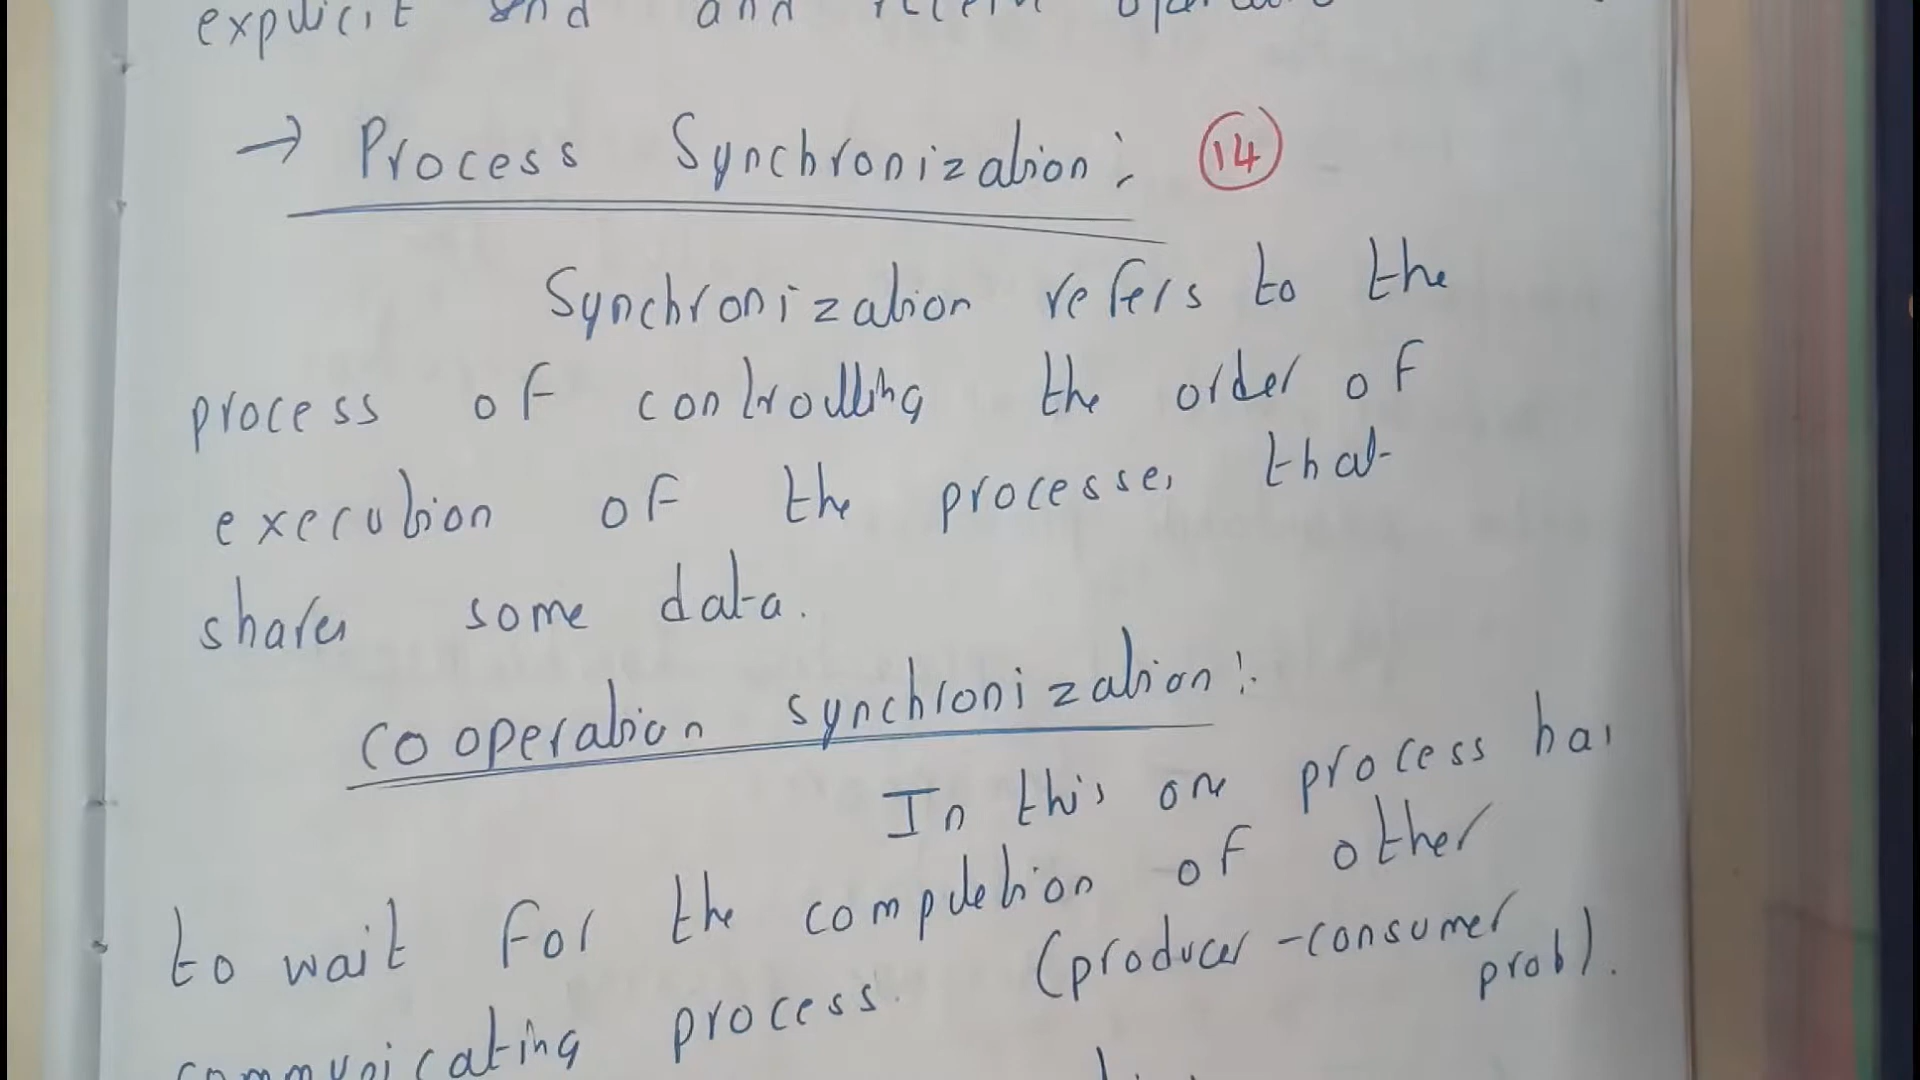 explicit send and
→ Process Synchronization:- 14
Synchronization refers to the
process of controlling the order of
execution of the processes that
shares some data.
cooperation synchronization:-
In this one process has
to wait for the completion of other
communicating process. (producer-consumer
prob).